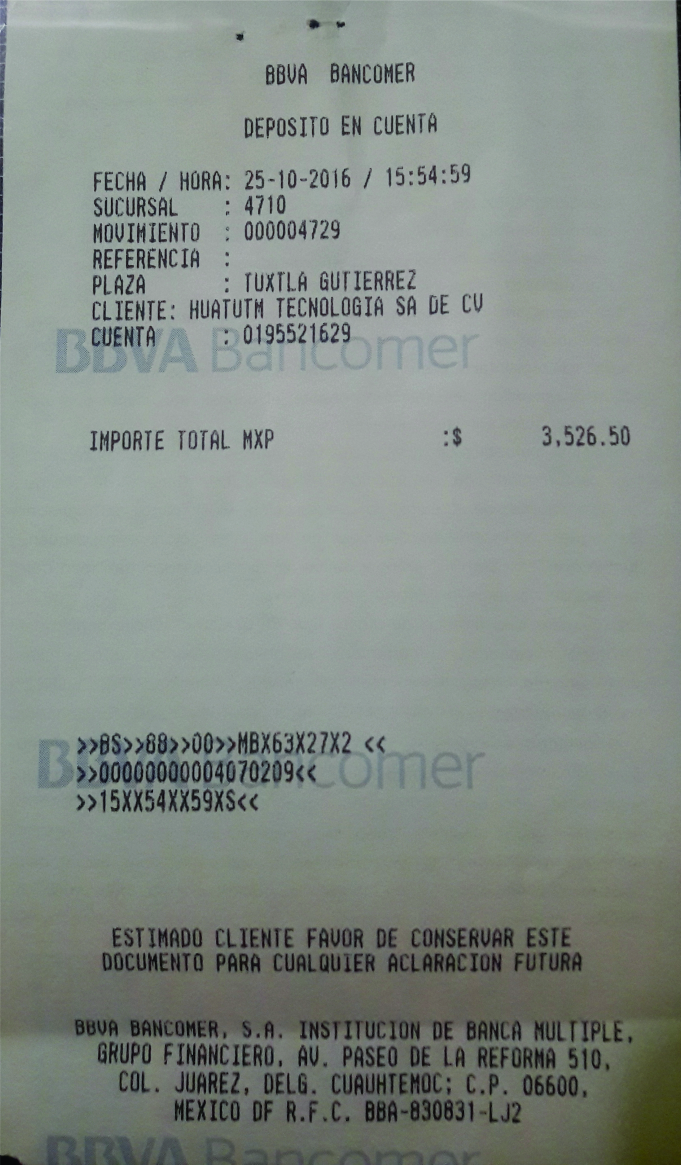 BBVA BANCOMER
DEPOSITO EN CUENTA
FECHA / HORA: 25-10-2016 / 15:54:59
SUCURSAL : 4710
MOVIMIENTO : 000004729
REFERENCIA :
PLAZA : TUXTLA GUTIERREZ
CLIENTE: HUATUTM TECNOLOGIA SA DE CV
CUENTA : 0195521629
BBVA Bancomer
IMPORTE TOTAL MXP :$ 3,526.50
>>BS>>88>>00>>MBX63X27X2 <<
BBVA Bancomer
>>00000000004070209<<
>>15XX54XX59XS<<
ESTIMADO CLIENTE FAVOR DE CONSERVAR ESTE
DOCUMENTO PARA CUALQUIER ACLARACION FUTURA
BBVA BANCOMER, S.A. INSTITUCION DE BANCA MULTIPLE,
GRUPO FINANCIERO, AV. PASEO DE LA REFORMA 510,
COL. JUAREZ, DELG. CUAUHTEMOC; C.P. 06600,
MEXICO DF R.F.C. BBA-830831-LJ2
BBVA Bancomer